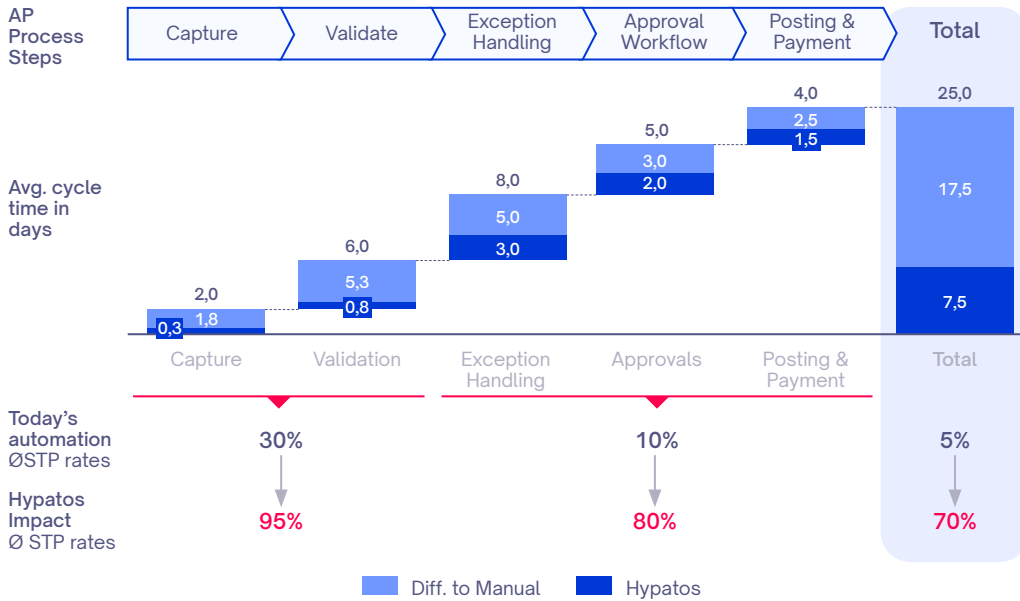 AP
Process
Steps
Capture
Validate
Exception
Handling
Approval
Workflow
Posting &
Payment
Total
Avg. cycle
time in
days
2,0
1,8
0,3
6,0
5,3
0,8
8,0
5,0
3,0
5,0
3,0
2,0
4,0
2,5
1,5
25,0
17,5
7,5
Capture
Validation
Exception
Handling
Approvals
Posting &
Payment
Total
Today's
automation
ØSTP rates
30%
10%
5%
Hypatos
Impact
Ø STP rates
95%
80%
70%
Diff. to Manual
Hypatos